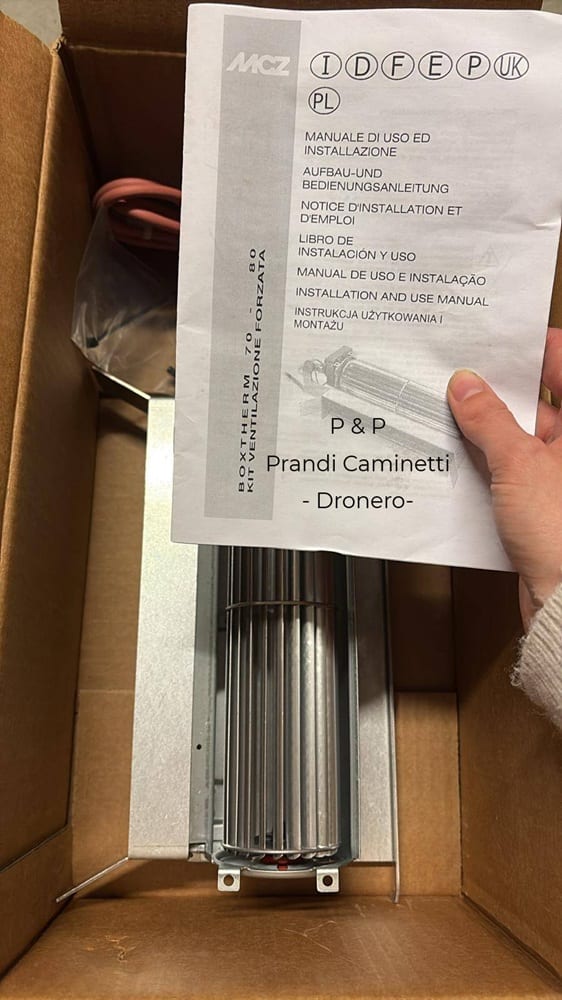 MCZ
I D F E P UK
PL
MANUALE DI USO ED
INSTALLAZIONE
AUFBAU-UND
BEDIENUNGSANLEITUNG
NOTICE D'INSTALLATION ET
D'EMPLOI
LIBRO DE
INSTALACIÓN Y USO
MANUAL DE USO E INSTALAÇÃO
INSTALLATION AND USE MANUAL
INSTRUKCJA UŻYTKOWANIA I
MONTAŻU
BOXTHERM 70 - 80
KIT VENTILAZIONE FORZATA
P & P
Prandi Caminetti
- Dronero-